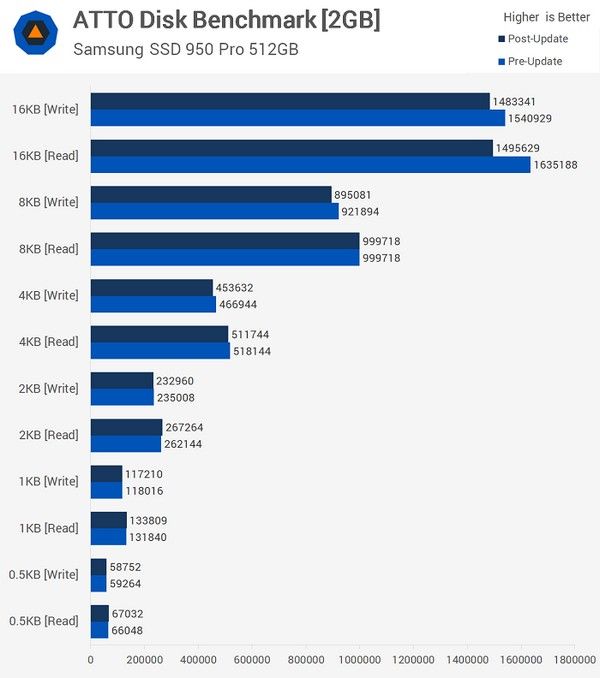 ATTO Disk Benchmark [2GB]
Samsung SSD 950 Pro 512GB
Higher is Better
Post-Update
Pre-Update
16KB [Write]
1483341
1540929
16KB [Read]
1495629
1635188
8KB [Write]
895081
921894
8KB [Read]
999718
999718
4KB [Write]
453632
466944
4KB [Read]
511744
518144
2KB [Write]
232960
235008
2KB [Read]
267264
262144
1KB [Write]
117210
118016
1KB [Read]
133809
131840
0.5KB [Write]
58752
59264
0.5KB [Read]
67032
66048
0 200000 400000 600000 800000 1000000 1200000 1400000 1600000 1800000